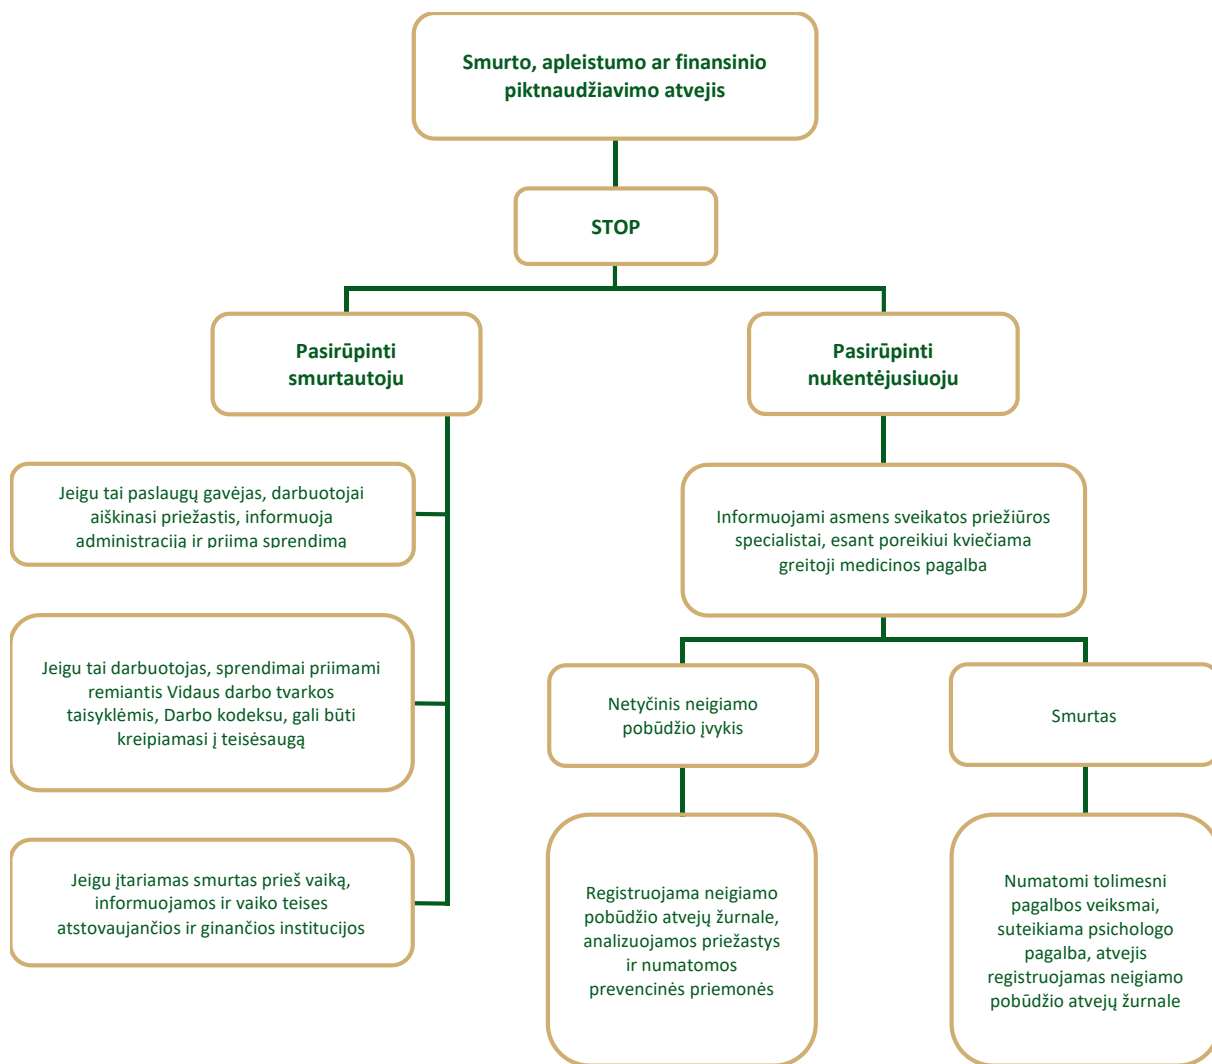 Smurto, apleistumo ar finansinio
piktnaudžiavimo atvejis
STOP
Pasirūpinti
smurtautoju
Pasirūpinti
nukentėjusiuoju
Jeigu tai paslaugų gavėjas, darbuotojai
aiškinasi priežastis, informuoja
administraciją ir priima sprendimą
Informuojami asmens sveikatos priežiūros
specialistai, esant poreikiui kviečiama
greitoji medicinos pagalba
Jeigu tai darbuotojas, sprendimai priimami
remiantis Vidaus darbo tvarkos
taisyklėmis, Darbo kodeksu, gali būti
kreipiamasi į teisėsaugą
Netyčinis neigiamo
pobūdžio įvykis
Smurtas
Jeigu įtariamas smurtas prieš vaiką,
informuojamos ir vaiko teises
atstovaujančios ir ginančios institucijos
Registruojama neigiamo
pobūdžio atvejų žurnale,
analizuojamos priežastys
ir numatomos
prevencinės priemonės
Numatomi tolimesni
pagalbos veiksmai,
suteikiama psichologo
pagalba, atvejis
registruojamas neigiamo
pobūdžio atvejų žurnale